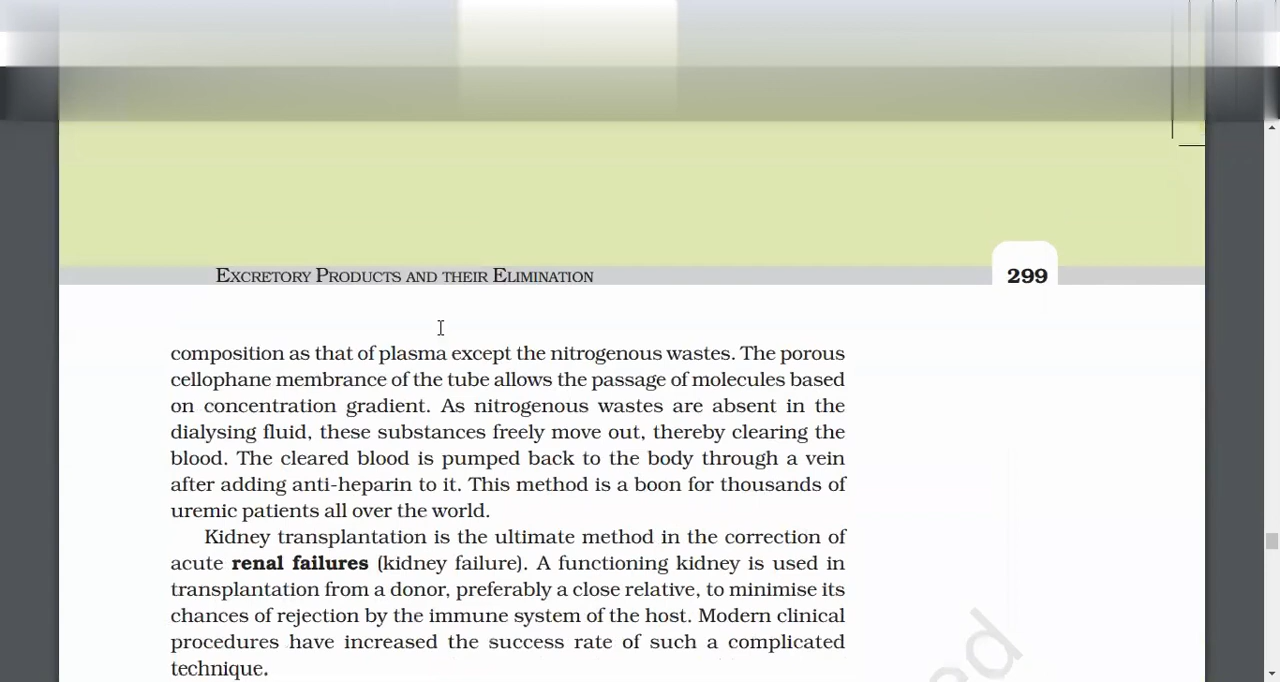 EXCRETORY PRODUCTS AND THEIR ELIMINATION
299
composition as that of plasma except the nitrogenous wastes. The porous
cellophane membrance of the tube allows the passage of molecules based
on concentration gradient. As nitrogenous wastes are absent in the
dialysing fluid, these substances freely move out, thereby clearing the
blood. The cleared blood is pumped back to the body through a vein
after adding anti-heparin to it. This method is a boon for thousands of
uremic patients all over the world.
Kidney transplantation is the ultimate method in the correction of
acute renal failures (kidney failure). A functioning kidney is used in
transplantation from a donor, preferably a close relative, to minimise its
chances of rejection by the immune system of the host. Modern clinical
procedures have increased the success rate of such a complicated
technique.
ed